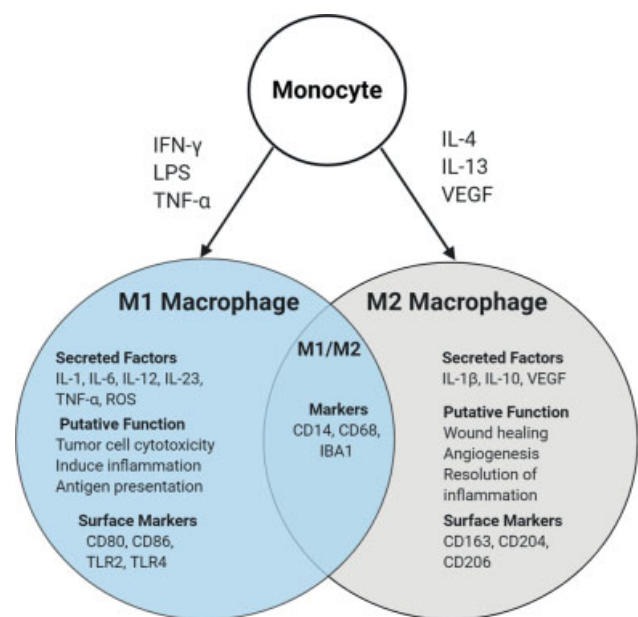 Monocyte
IFN-γ
LPS
TNF-α
IL-4
IL-13
VEGF
M1 Macrophage
Secreted Factors
IL-1, IL-6, IL-12, IL-23,
TNF-α, ROS
Putative Function
Tumor cell cytotoxicity
Induce inflammation
Antigen presentation
Surface Markers
CD80, CD86,
TLR2, TLR4
M1/M2
Markers
CD14, CD68,
IBA1
M2 Macrophage
Secreted Factors
IL-1β, IL-10, VEGF
Putative Function
Wound healing
Angiogenesis
Resolution of
inflammation
Surface Markers
CD163, CD204,
CD206